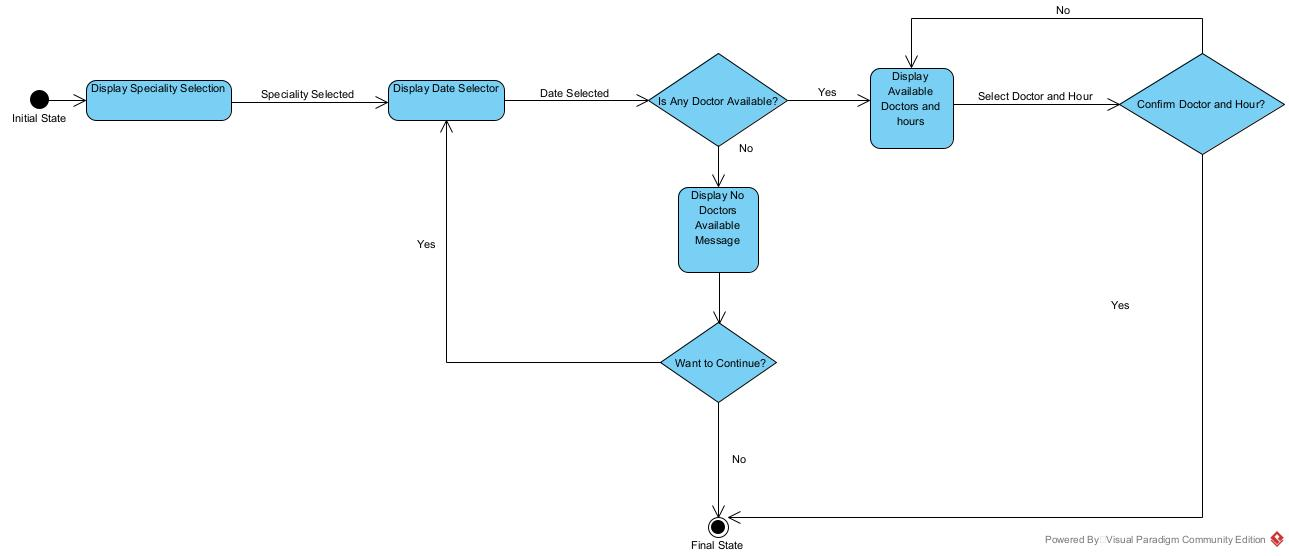 No
Display Speciality Selection
Speciality Selected
Display Date Selector
Date Selected
Is Any Doctor Available?
Yes
Display
Available
Doctors and
hours
Select Doctor and Hour
Confirm Doctor and Hour?
Initial State
No
Display No
Doctors
Available
Message
Yes
Yes
Want to Continue?
No
Final State
Powered By Visual Paradigm Community Edition